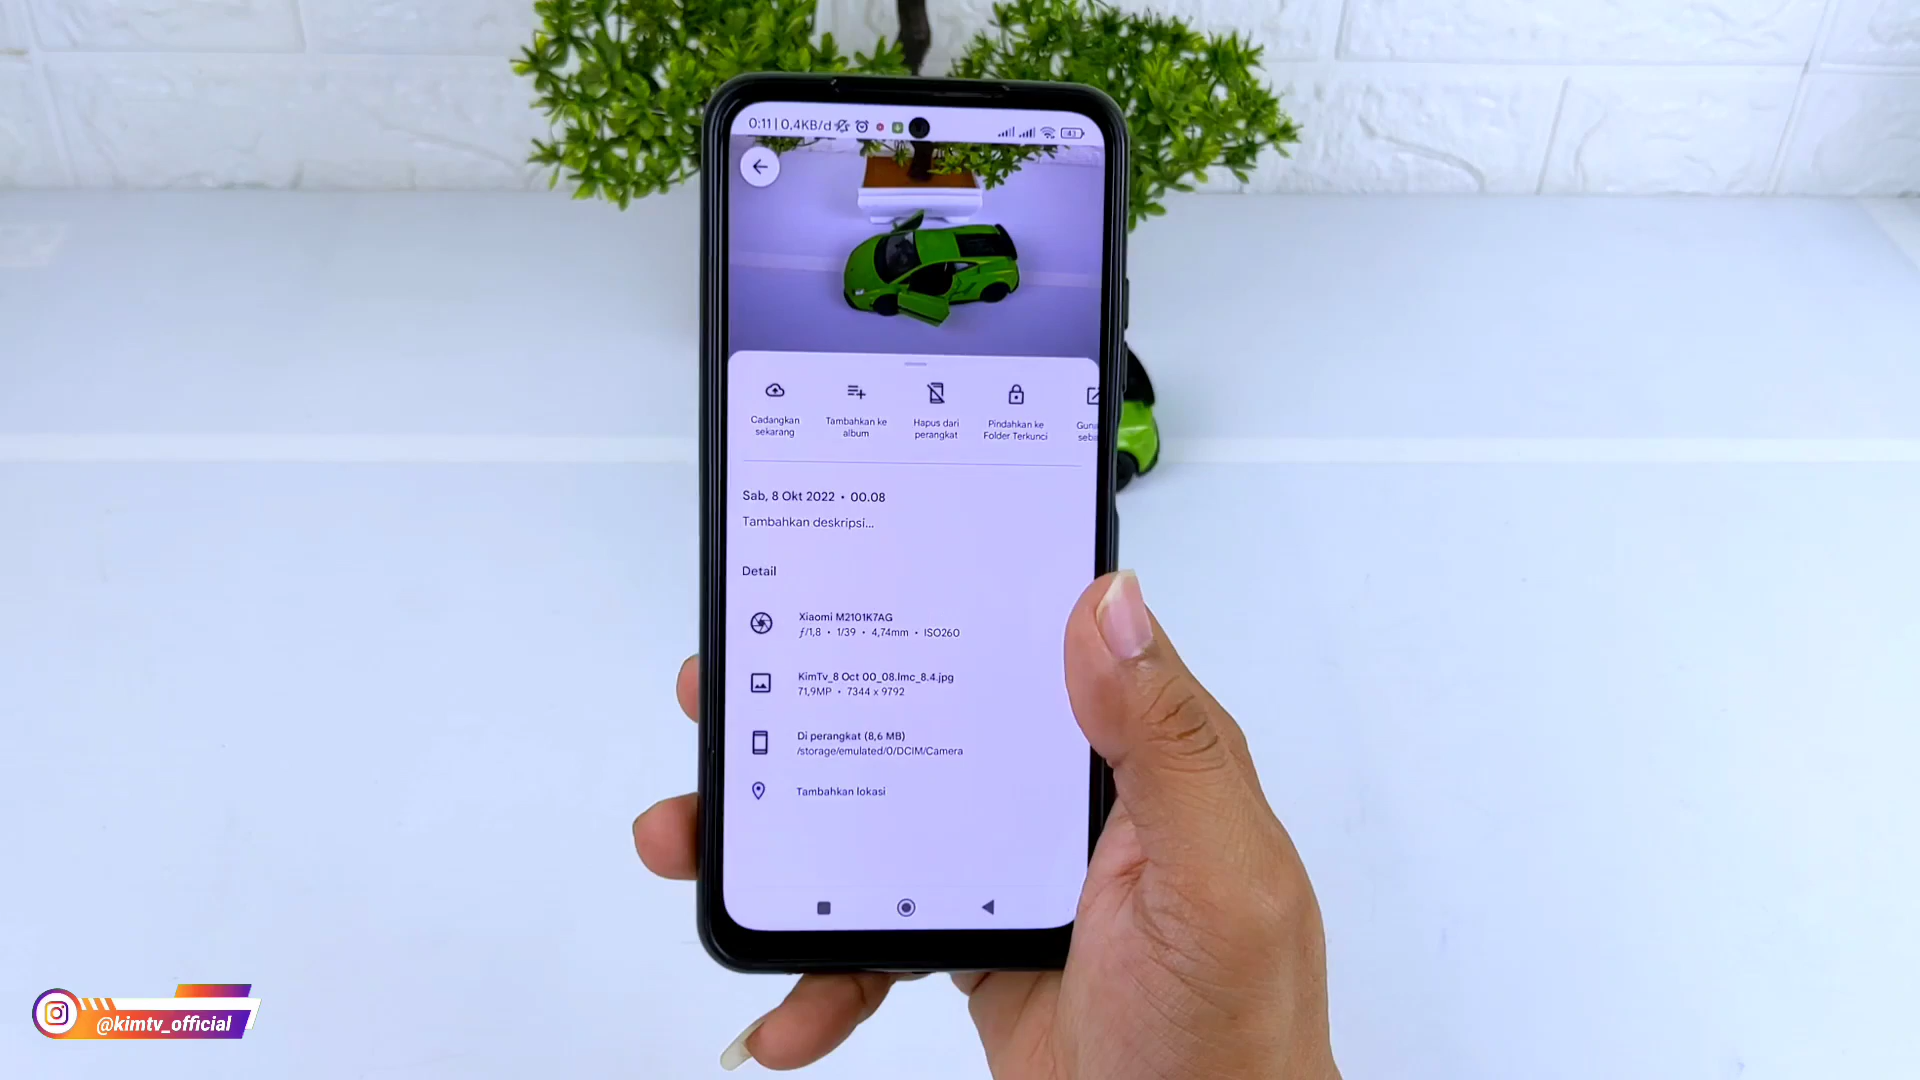 0:11 | 0,4KB/d
43
Cadangkan
sekarang
Tambahkan ke
album
Hapus dari
perangkat
Pindahkan ke
Folder Terkunci
Guna
seba
Sab, 8 Okt 2022 • 00.08
Tambahkan deskripsi...
Detail
Xiaomi M2101K7AG
ƒ/1,8 • 1/39 • 4,74mm • ISO260
KimTv_8 Oct 00_08.lmc_8.4.jpg
71,9MP • 7344 x 9792
Di perangkat (8,6 MB)
/storage/emulated/0/DCIM/Camera
Tambahkan lokasi
@kimtv_official